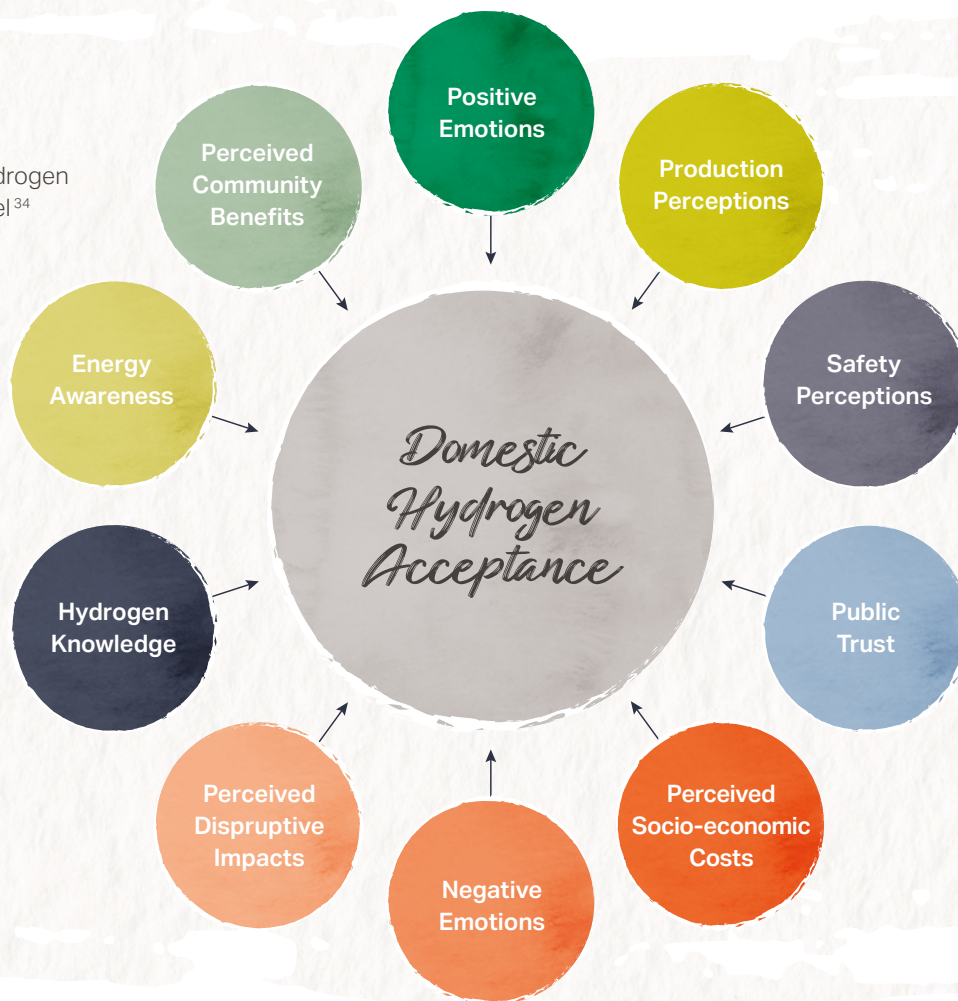 drogen
el 34
Positive
Emotions
Production
Perceptions
Perceived
Community
Benefits
Safety
Perceptions
Energy
Awareness
Domestic
Hydrogen
Acceptance
Public
Trust
Hydrogen
Knowledge
Perceived
Socio-economic
Costs
Perceived
Dispruptive
Impacts
Negative
Emotions